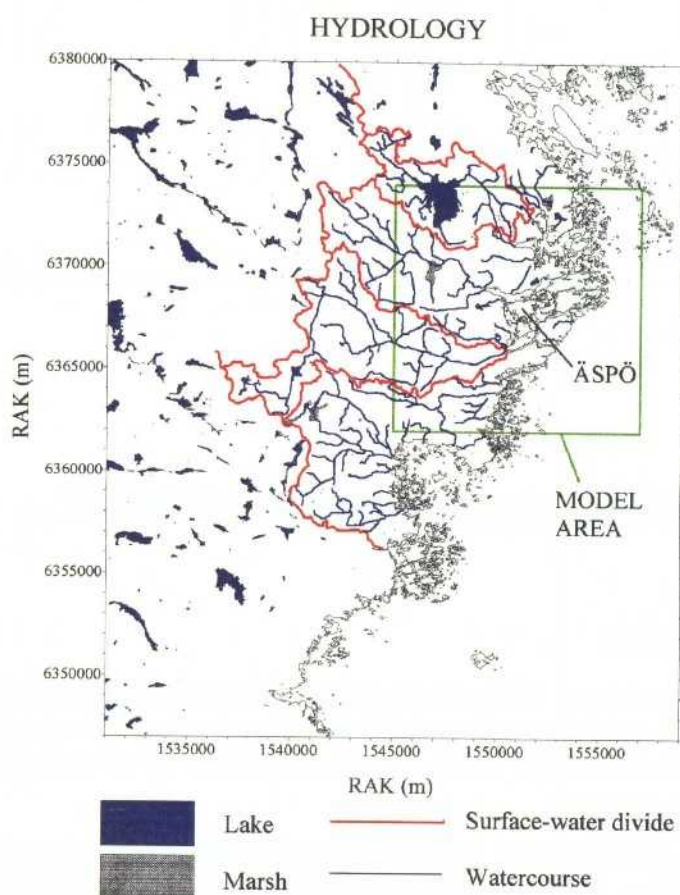 HYDROLOGY
6380000
6375000
6370000
6365000
6360000
6355000
6350000
RAK (m)
ÄSPÖ
MODEL
AREA
1535000 1540000 1545000 1550000 1555000
RAK (m)
Lake Surface-water divide
Marsh Watercourse